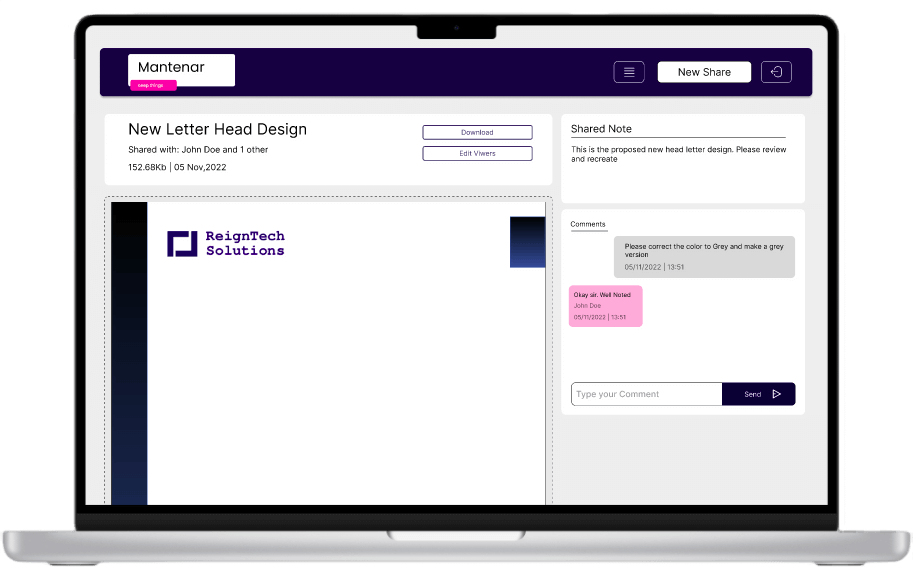 Mantenar
keep things
New Share
New Letter Head Design
Shared with: John Doe and 1 other
152.68Kb | 05 Nov,2022
Download
Edit Viwers
ReignTech
Solutions
Shared Note
This is the proposed new head letter design. Please review
and recreate
Comments
Please correct the color to Grey and make a grey
version
05/11/2022 | 13:51
Okay sir. Well Noted
John Doe
05/11/2022 | 13:51
Type your Comment
Send